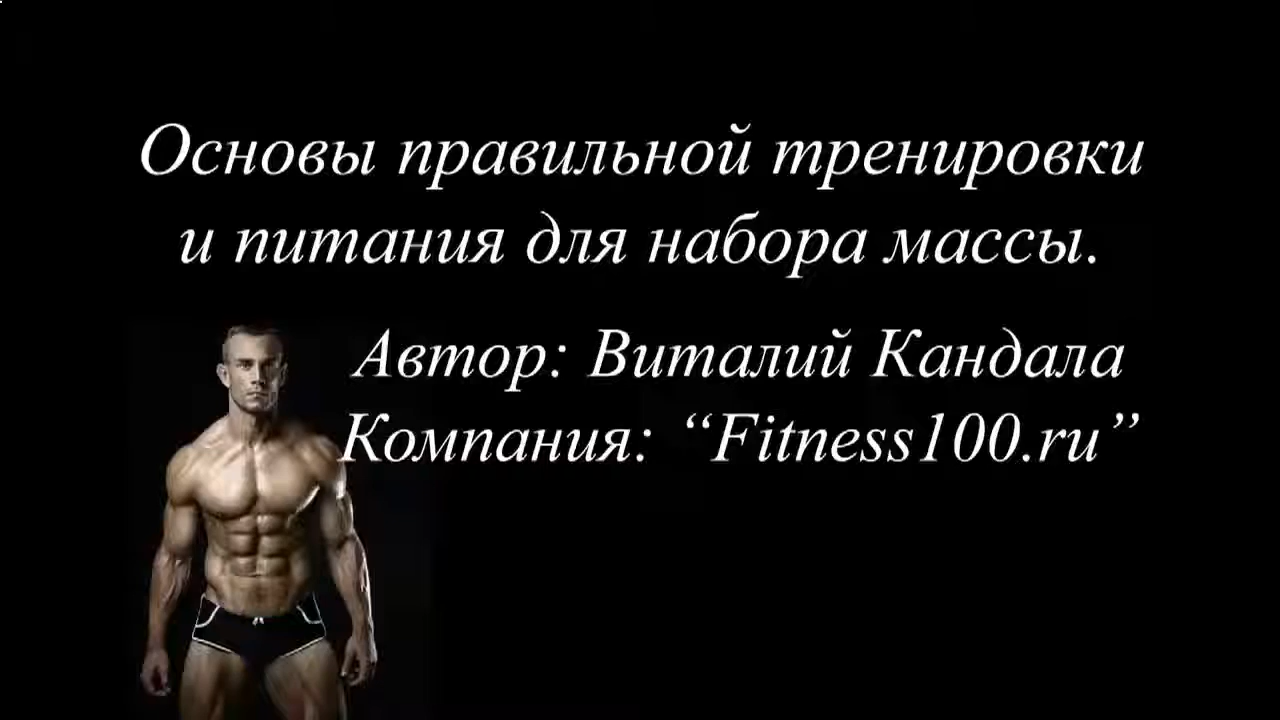 Основы правильной тренировки
и питания для набора массы.
Автор: Виталий Кандала
Компания: “Fitness100.ru”